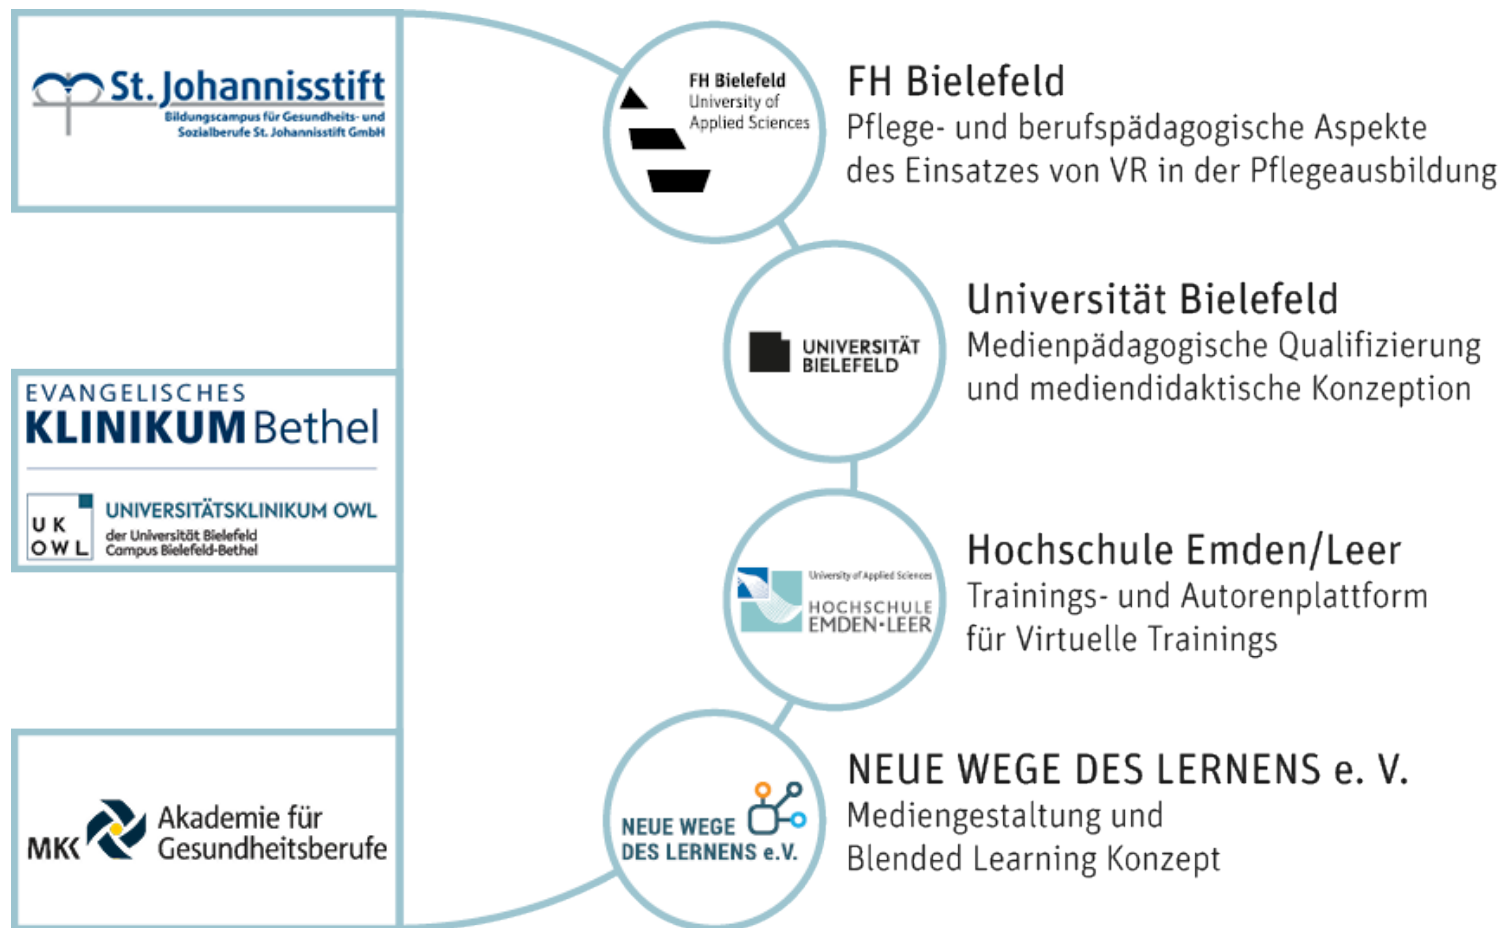 St. Johannisstift
Bildungscampus für Gesundheits- und
Sozialberufe St. Johannisstift GmbH
EVANGELISCHES
KLINIKUM Bethel
UK
OWL
UNIVERSITÄTSKLINIKUM OWL
der Universität Bielefeld
Campus Bielefeld-Bethel
MKK
Akademie für
Gesundheitsberufe
FH Bielefeld
University of
Applied Sciences
FH Bielefeld
Pflege- und berufspädagogische Aspekte
des Einsatzes von VR in der Pflegeausbildung
UNIVERSITÄT
BIELEFELD
Universität Bielefeld
Medienpädagogische Qualifizierung
und mediendidaktische Konzeption
University of Applied Sciences
HOCHSCHULE
EMDEN•LEER
Hochschule Emden/Leer
Trainings- und Autorenplattform
für Virtuelle Trainings
NEUE WEGE
DES LERNENS e.V.
NEUE WEGE DES LERNENS e. V.
Mediengestaltung und
Blended Learning Konzept